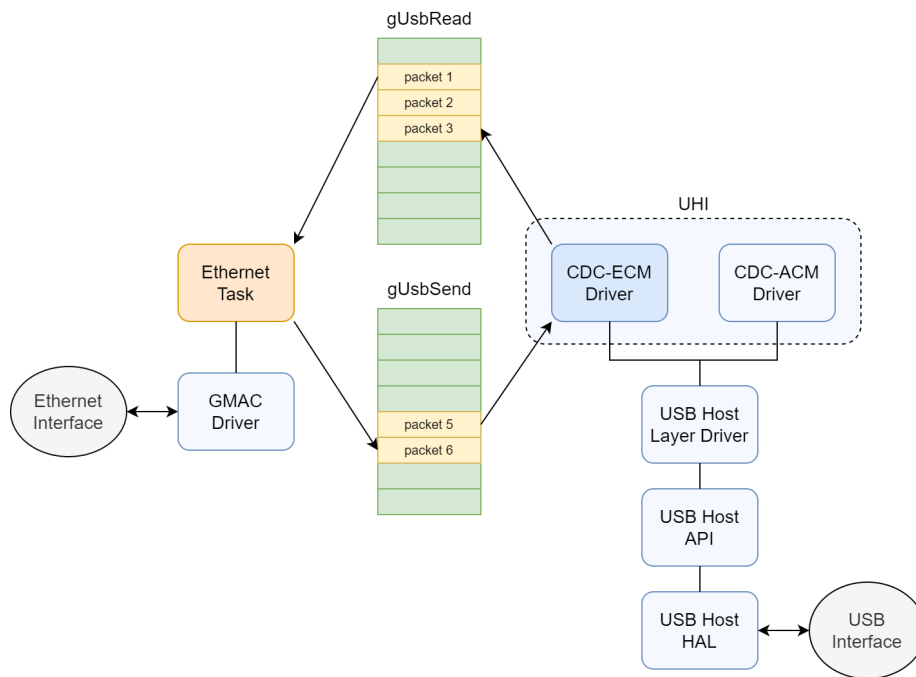 gUsbRead
packet 1
packet 2
packet 3
UHI
Ethernet
Task
gUsbSend
CDC-ECM
Driver
CDC-ACM
Driver
Ethernet
Interface
GMAC
Driver
packet 5
packet 6
USB Host
Layer Driver
USB Host
API
USB Host
HAL
USB
Interface